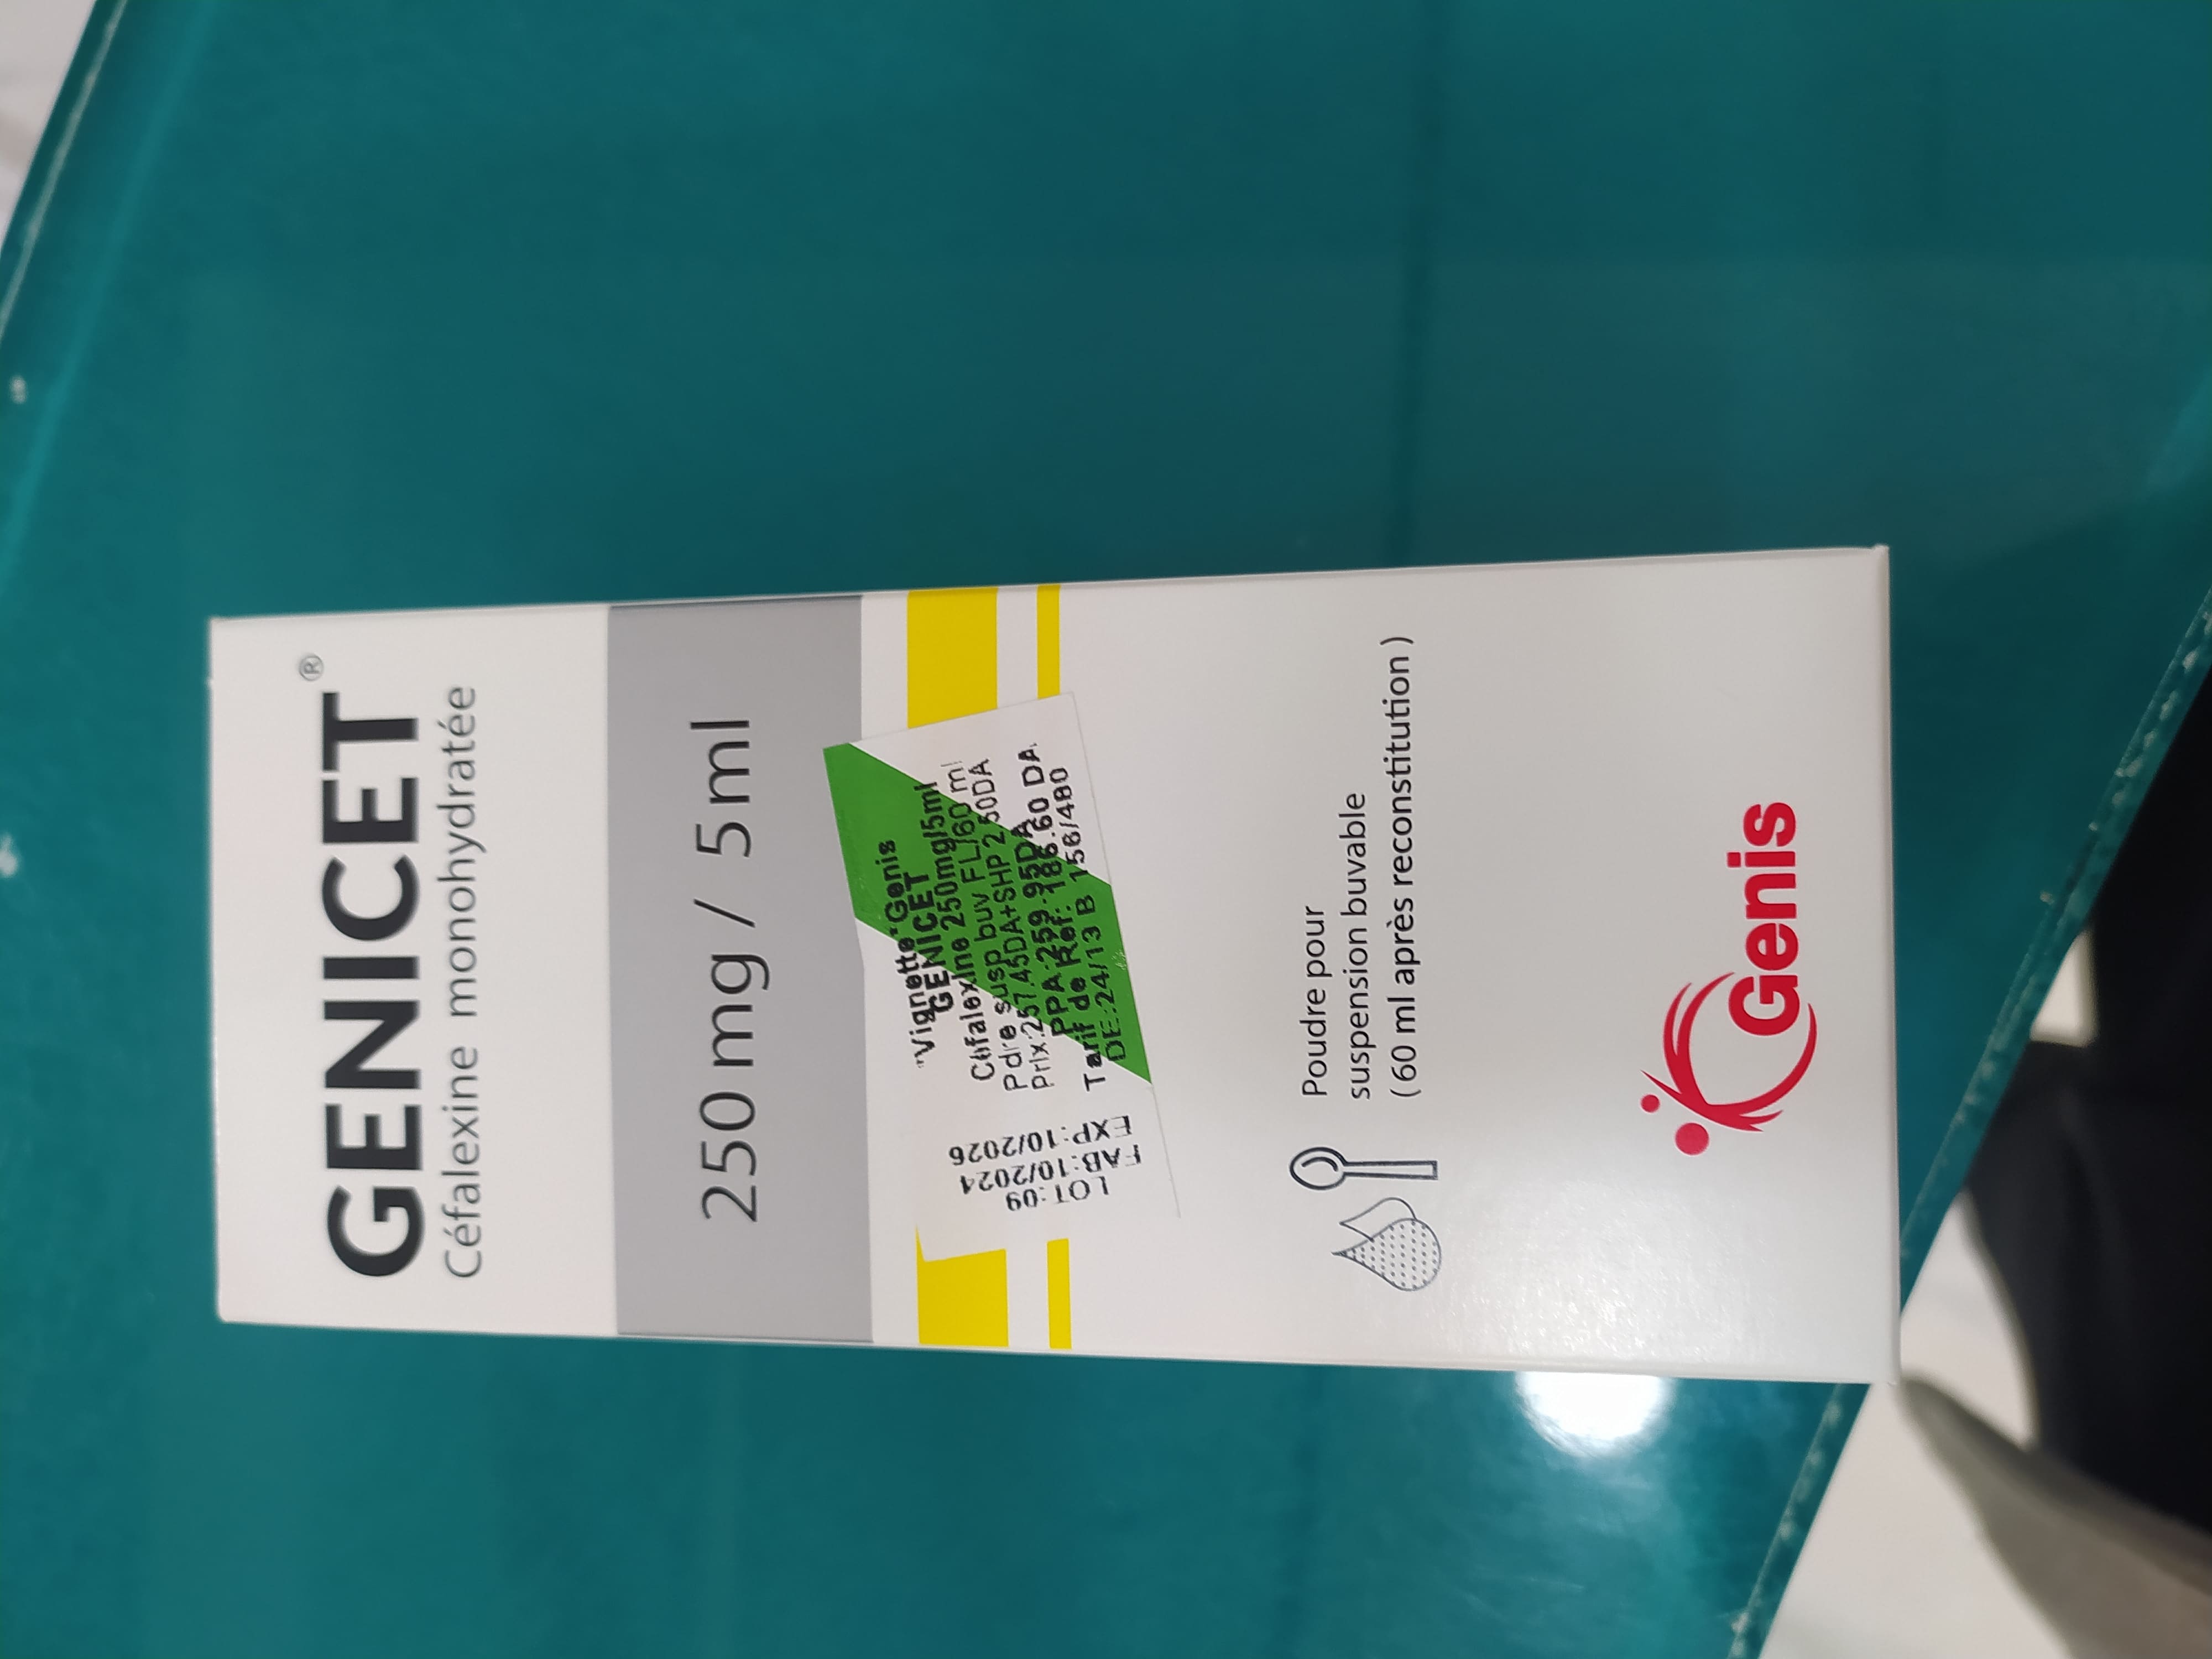 GENICET®
Céfalexine monohydratée
250 mg / 5 ml
"Vignette" Genis
GENICET
Céfalexine 250mg/5ml
Pdre susp buv FL/60 ml
Prix:257.45DA+SHP 2.50DA
PPA:259.95DA
Tarif de Ref: 186.60 DA.
DE:24/13 B 156/480
LOT:09
FAB:10/2024
EXP:10/2026
Poudre pour
suspension buvable
( 60 ml après reconstitution )
Genis